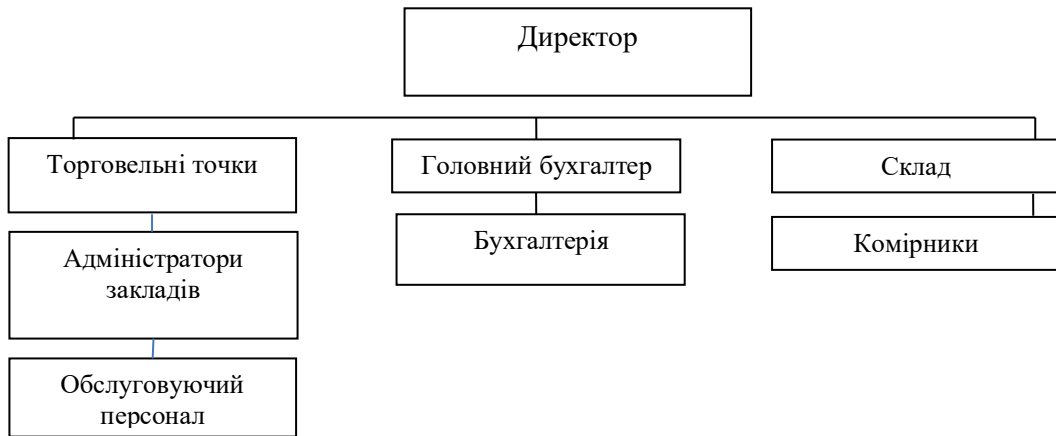 Директор
Торговельні точки
Головний бухгалтер
Склад
Адміністратори
закладів
Бухгалтерія
Комірники
Обслуговуючий
персонал